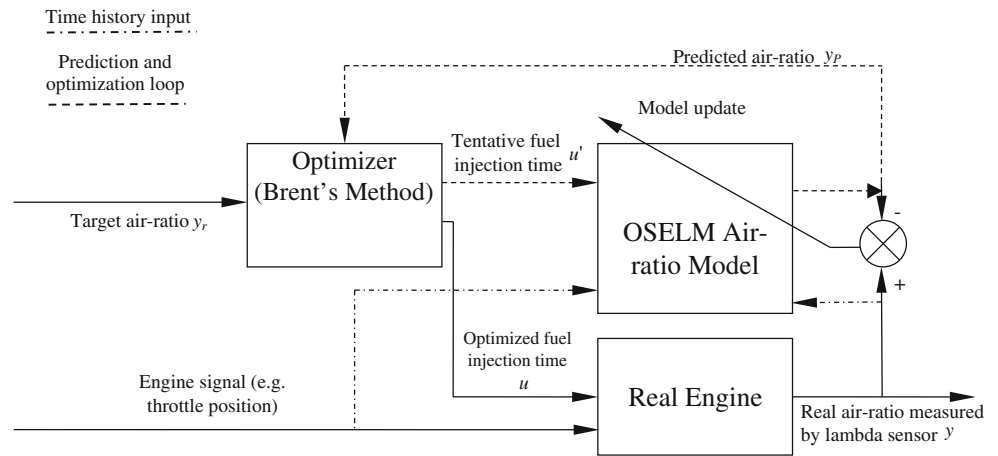 Time history input
Prediction and
optimization loop
Predicted air-ratio yP
Model update
Optimizer
(Brent's Method)
Tentative fuel
injection time u'
Target air-ratio yr
OSELM Air-
ratio Model
-
+
Optimized fuel
injection time
u
Engine signal (e.g.
throttle position)
Real Engine
Real air-ratio measured
by lambda sensor y